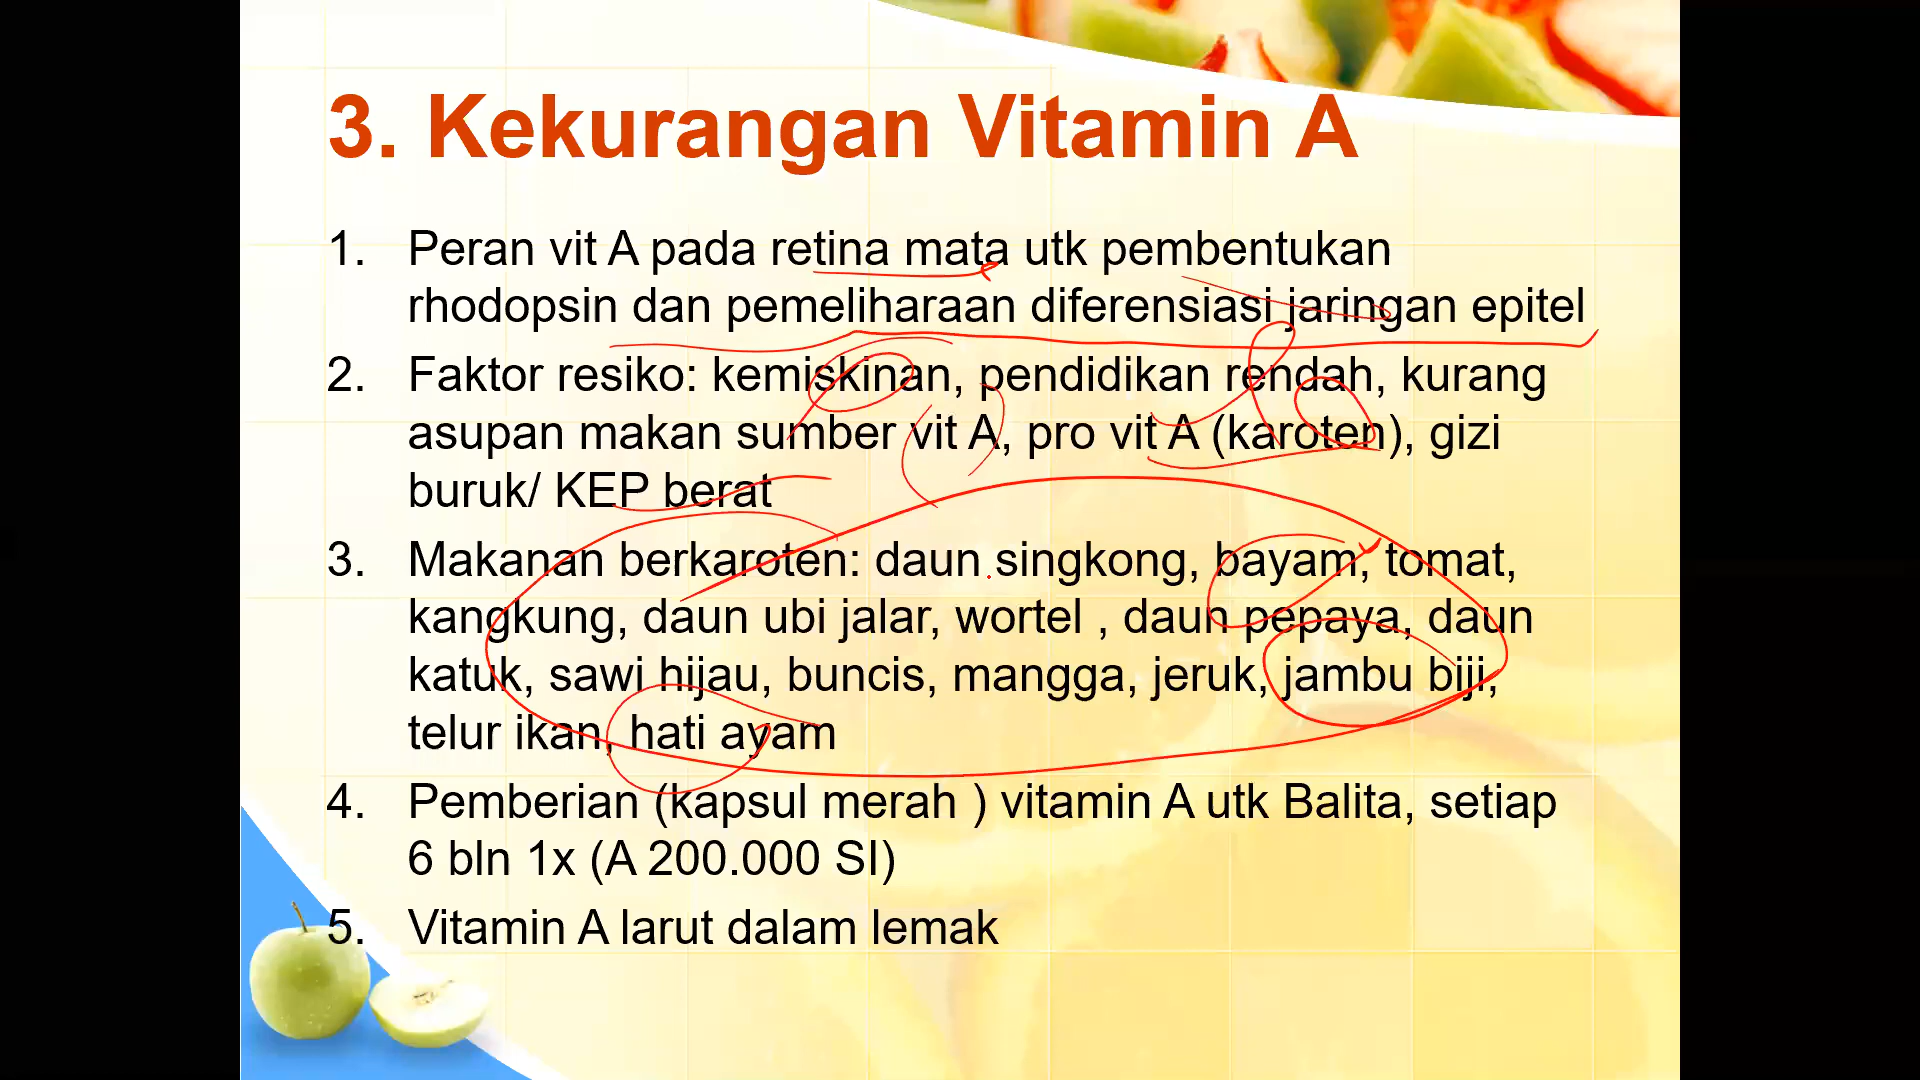 3. Kekurangan Vitamin A
1. Peran vit A pada retina mata utk pembentukan
rhodopsin dan pemeliharaan diferensiasi jaringan epitel
2. Faktor resiko: kemiskinan, pendidikan rendah, kurang
asupan makan sumber vit A, pro vit A (karoten), gizi
buruk/ KEP berat
3. Makanan berkaroten: daun singkong, bayam, tomat,
kangkung, daun ubi jalar, wortel , daun pepaya, daun
katuk, sawi hijau, buncis, mangga, jeruk, jambu biji,
telur ikan, hati ayam
4. Pemberian (kapsul merah ) vitamin A utk Balita, setiap
6 bln 1x (A 200.000 SI)
5. Vitamin A larut dalam lemak